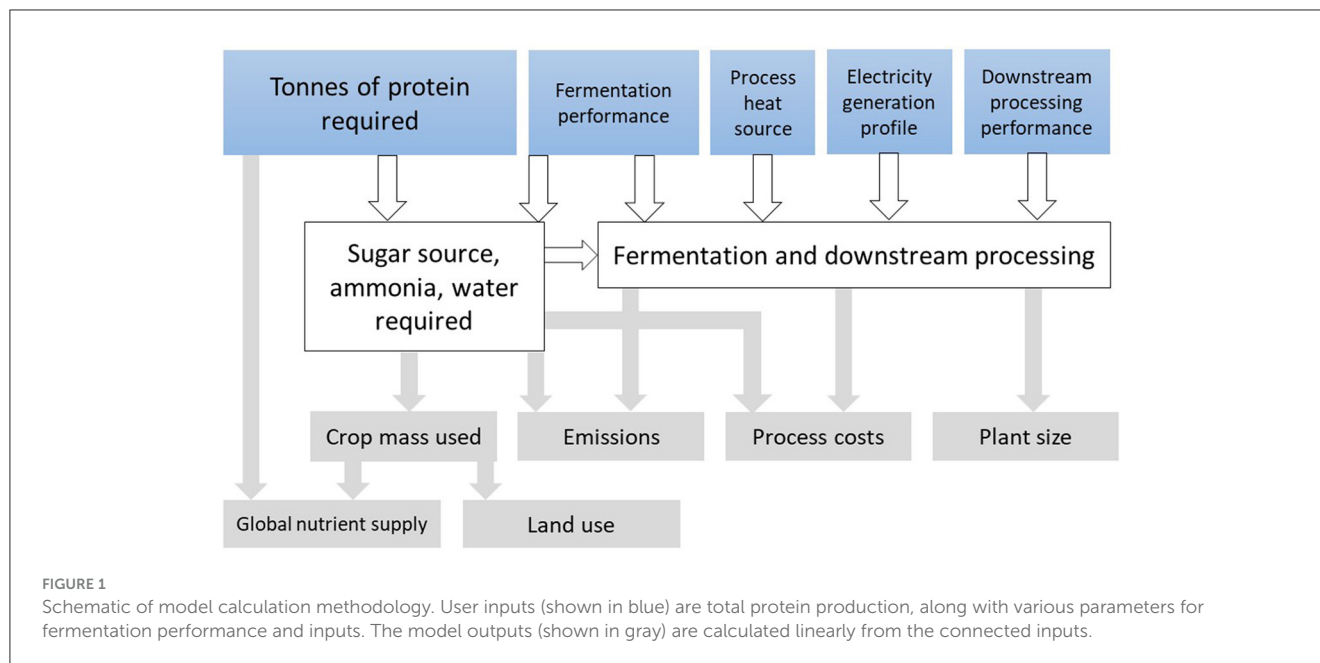 Tonnes of protein
required
Fermentation
performance
Process
heat
source
Electricity
generation
profile
Downstream
processing
performance
Sugar source,
ammonia, water
required
Fermentation and downstream processing
Crop mass used
Emissions
Process costs
Plant size
Global nutrient supply
Land use
FIGURE 1
Schematic of model calculation methodology. User inputs (shown in blue) are total protein production, along with various parameters for
fermentation performance and inputs. The model outputs (shown in gray) are calculated linearly from the connected inputs.